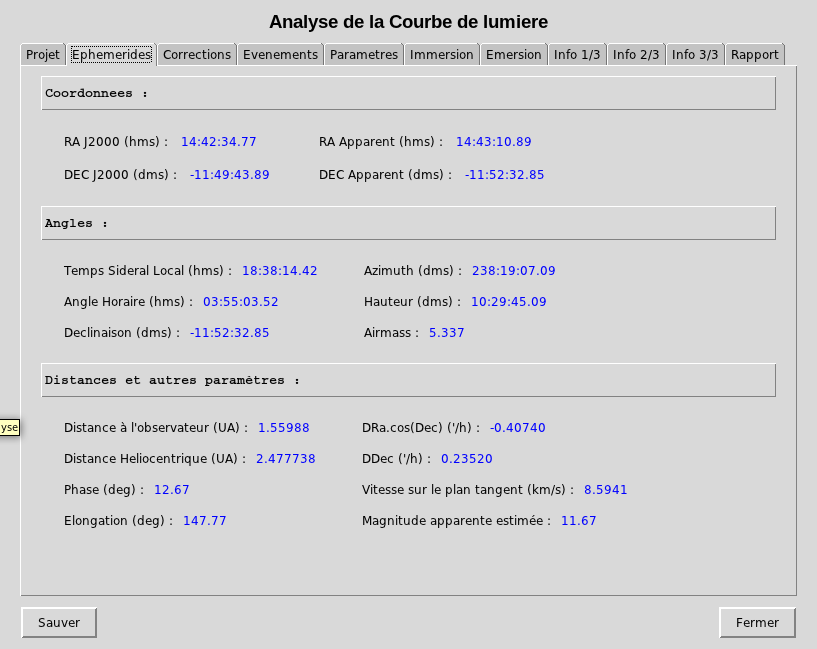 Analyse de la Courbe de lumiere
Projet Ephemerides Corrections Evenements Parametres Immersion Emersion Info 1/3 Info 2/3 Info 3/3 Rapport
Coordonnees :
RA J2000 (hms) : 14:42:34.77 RA Apparent (hms) : 14:43:10.89
DEC J2000 (dms) : -11:49:43.89 DEC Apparent (dms) : -11:52:32.85
Angles :
Temps Sideral Local (hms) : 18:38:14.42 Azimuth (dms) : 238:19:07.09
Angle Horaire (hms) : 03:55:03.52 Hauteur (dms) : 10:29:45.09
Declinaison (dms) : -11:52:32.85 Airmass : 5.337
Distances et autres paramètres :
yse
Distance à l'observateur (UA) : 1.55988 DRa.cos(Dec) ('/h) : -0.40740
Distance Heliocentrique (UA) : 2.477738 DDec ('/h) : 0.23520
Phase (deg) : 12.67 Vitesse sur le plan tangent (km/s) : 8.5941
Elongation (deg) : 147.77 Magnitude apparente estimée : 11.67
Sauver Fermer